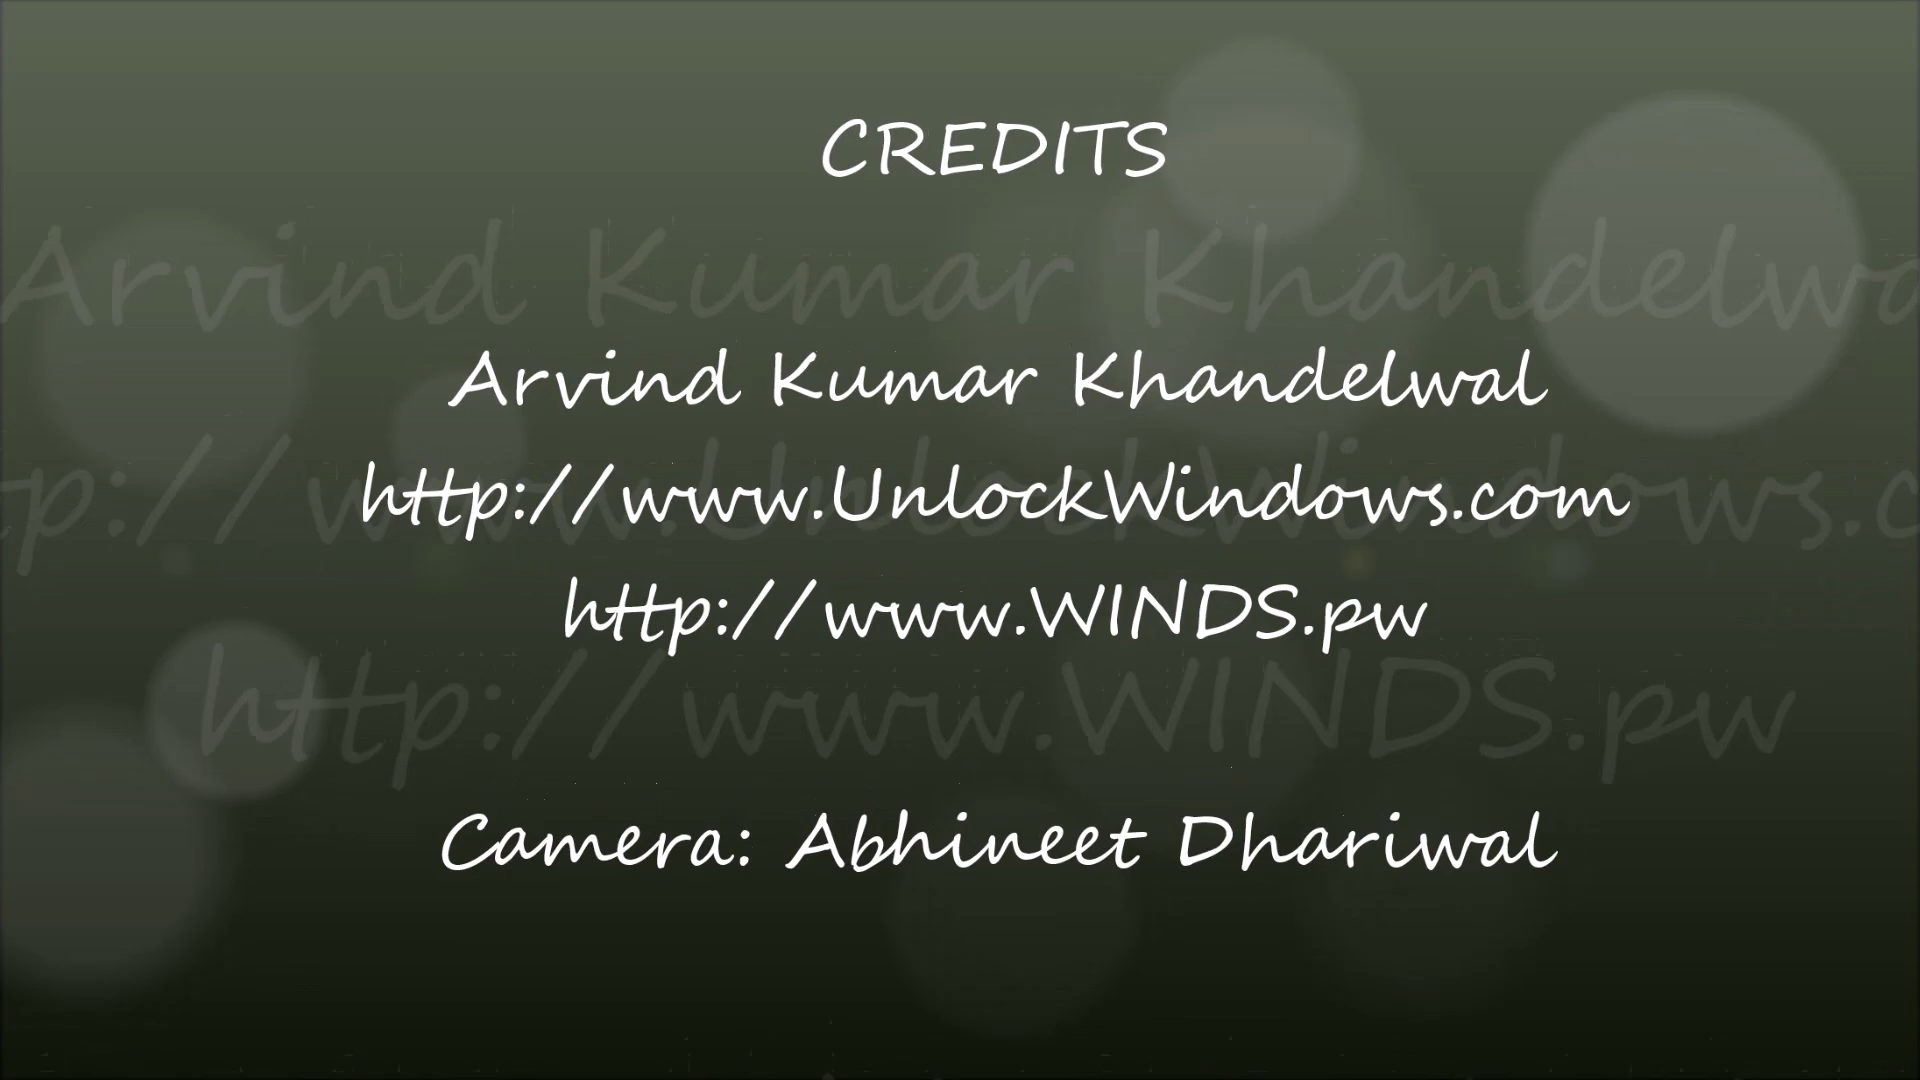 CREDITS
Arvind Kumar Khandelwal
http://www.UnlockWindows.com
http://www.WINDS.pw
Camera: Abhineet Dhariwal